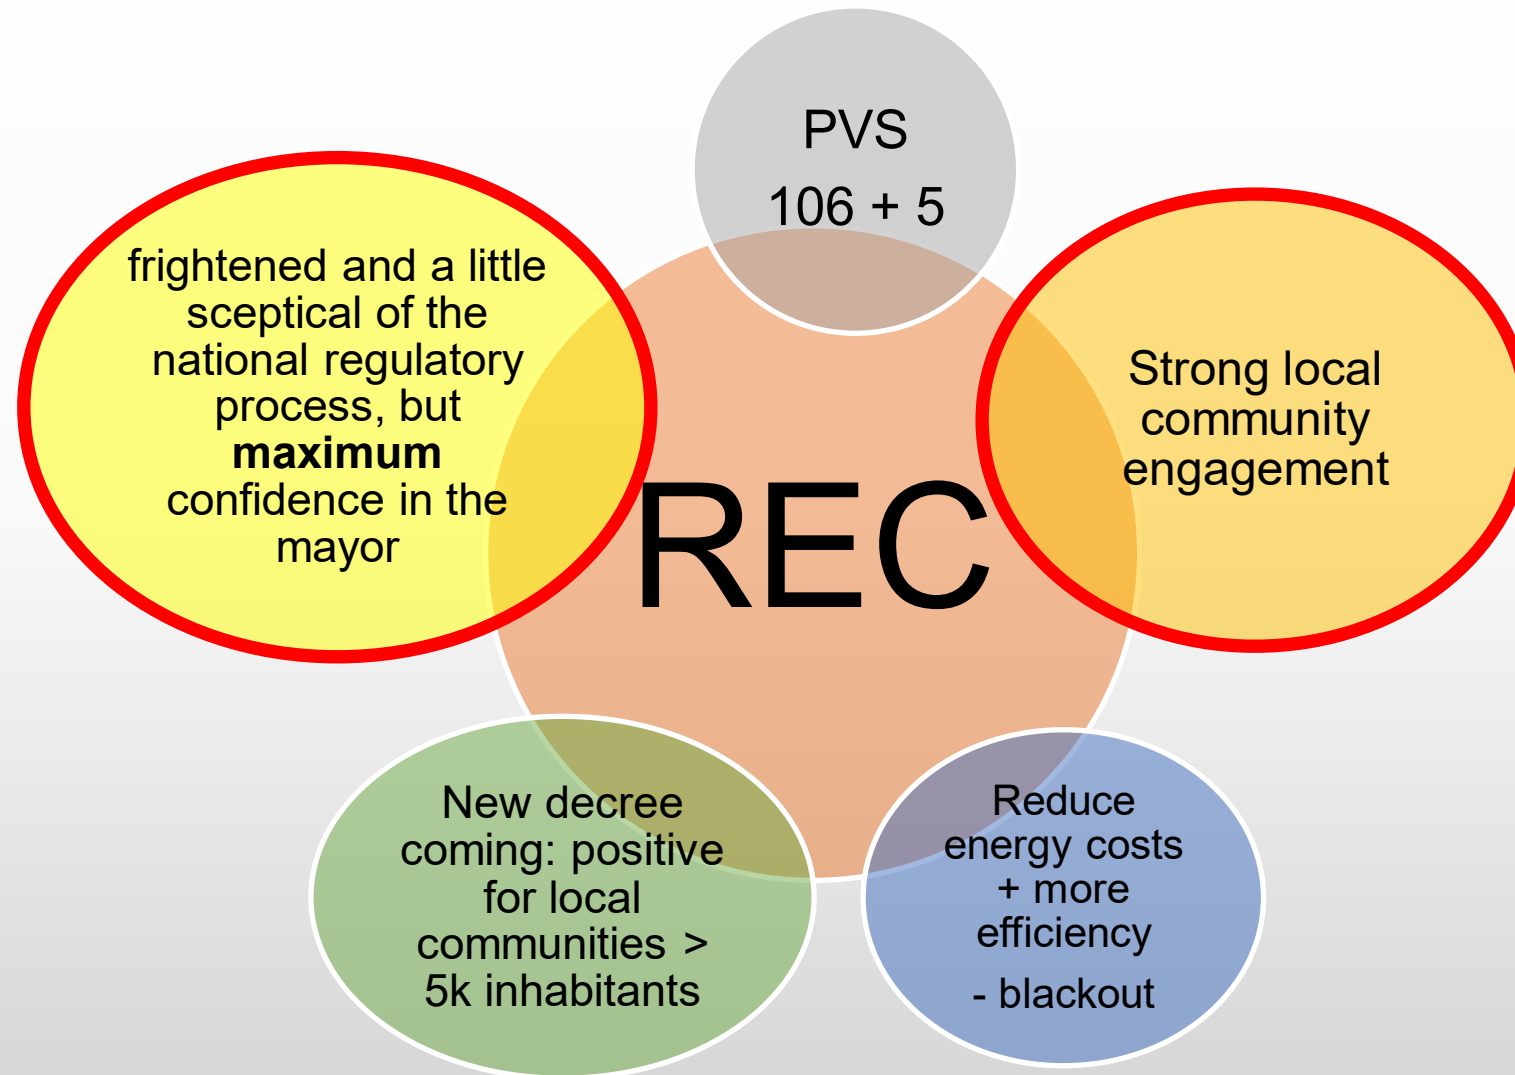 PVS
106 + 5
frightened and a little
sceptical of the
national regulatory
process, but
maximum
confidence in the
mayor
Strong local
community
engagement
REC
New decree
coming: positive
for local
communities >
5k inhabitants
Reduce
energy costs
+ more
efficiency
- blackout